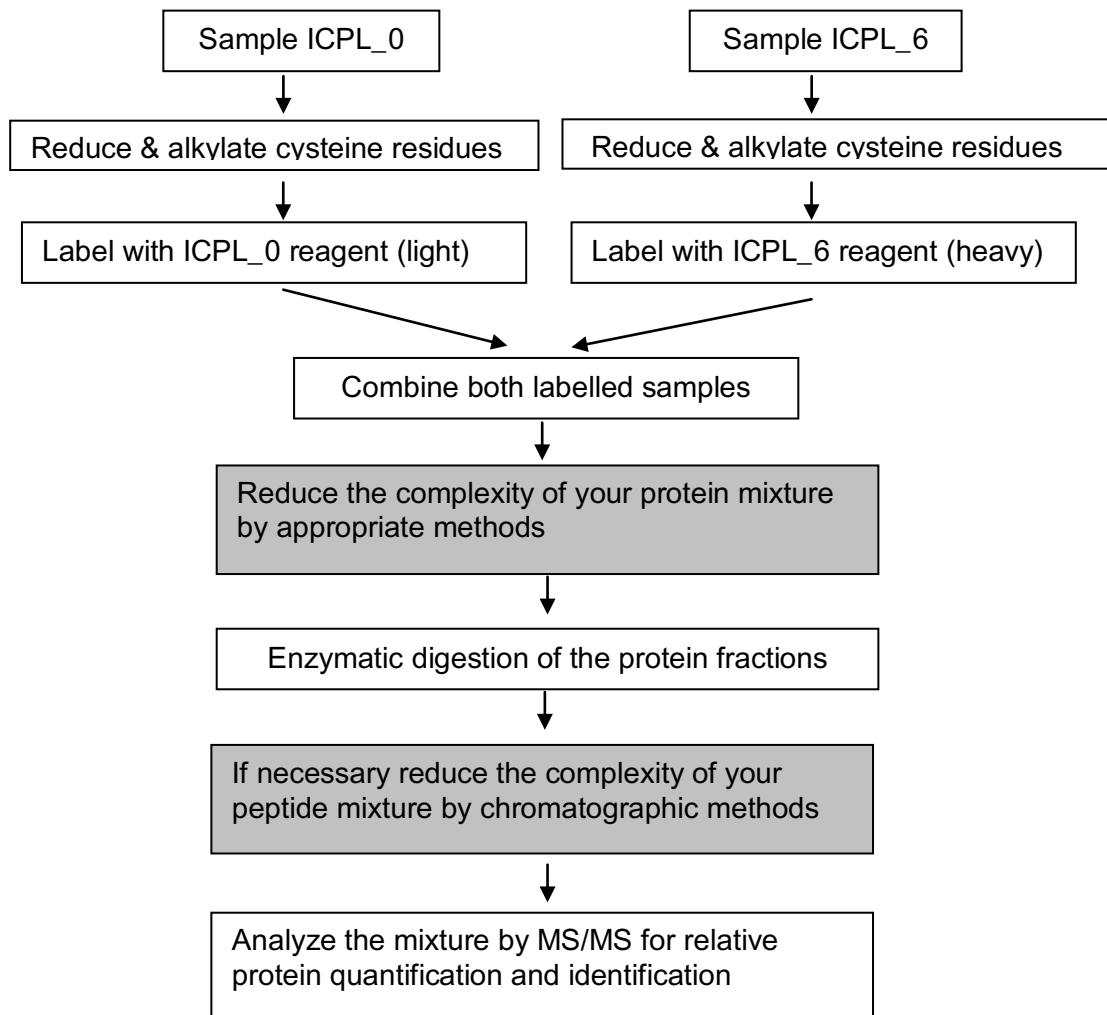 Sample ICPL_0
Sample ICPL_6
Reduce & alkylate cysteine residues
Reduce & alkylate cysteine residues
Label with ICPL_0 reagent (light)
Label with ICPL_6 reagent (heavy)
Combine both labelled samples
Reduce the complexity of your protein mixture
by appropriate methods
Enzymatic digestion of the protein fractions
If necessary reduce the complexity of your
peptide mixture by chromatographic methods
Analyze the mixture by MS/MS for relative
protein quantification and identification